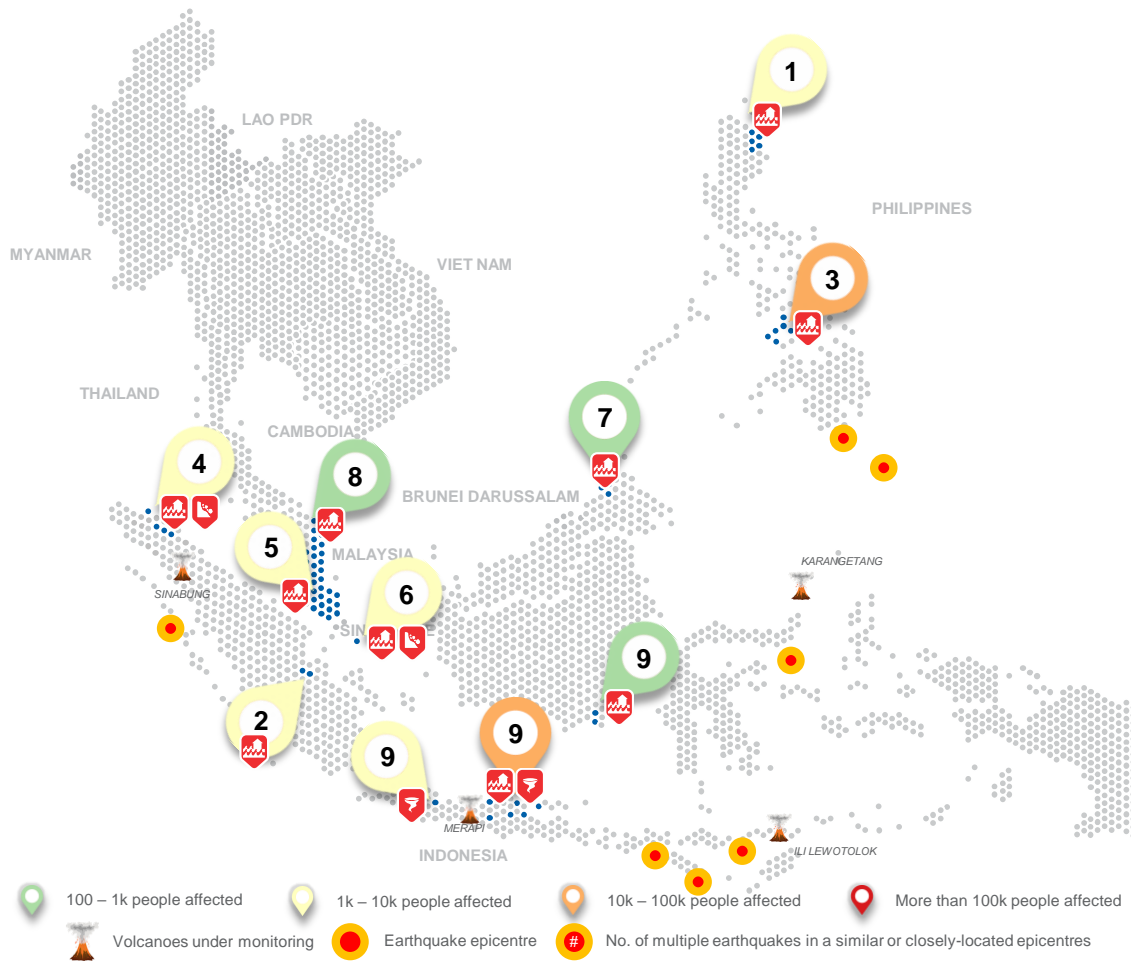 1
LAO PDR
PHILIPPINES
MYANMAR
VIET NAM
3
THAILAND
7
CAMBODIA
4
8
BRUNEI DARUSSALAM
5
MALAYSIA
KARANGETANG
SINABUNG
6
9
2
9
9
MERAPI
INDONESIA
ILI LEWOTOLOK
100 – 1k people affected
1k – 10k people affected
10k – 100k people affected
More than 100k people affected
Volcanoes under monitoring
Earthquake epicentre
#
No. of multiple earthquakes in a similar or closely-located epicentres